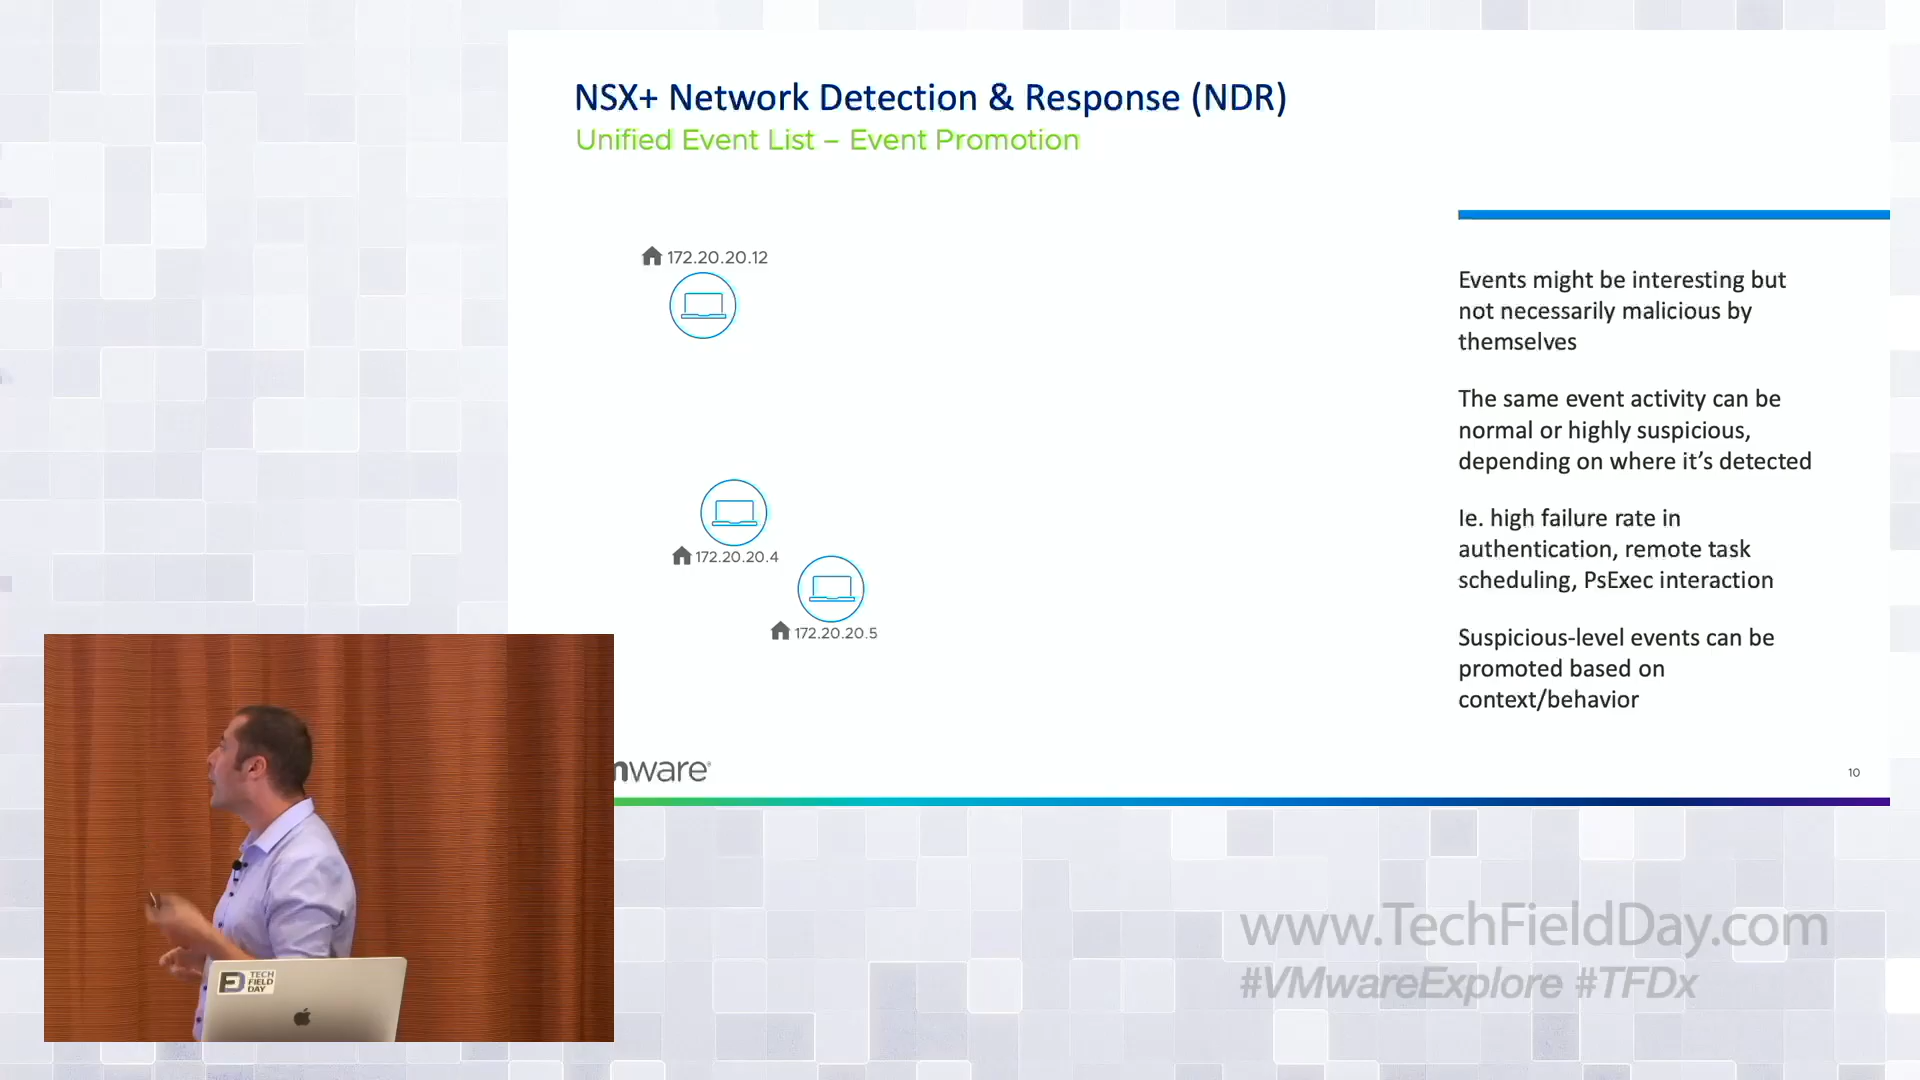 NSX+ Network Detection & Response (NDR)
Unified Event List – Event Promotion
172.20.20.12
172.20.20.4
172.20.20.5
Events might be interesting but
not necessarily malicious by
themselves
The same event activity can be
normal or highly suspicious,
depending on where it’s detected
Ie. high failure rate in
authentication, remote task
scheduling, PsExec interaction
Suspicious-level events can be
promoted based on
context/behavior
mware®
10
TECH
FIELD
DAY
www.TechFieldDay.com
#VMwareExplore #TFDx